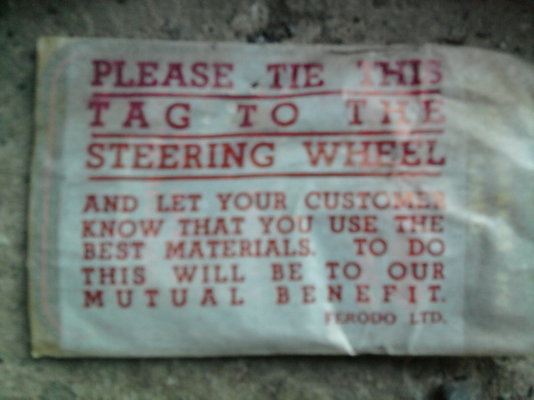 PLEASE TIE THIS
TAG TO THE
STEERING WHEEL
AND LET YOUR CUSTOMER
KNOW THAT YOU USE THE
BEST MATERIALS. TO DO
THIS WILL BE TO OUR
MUTUAL BENEFIT.
FERODO LTD.